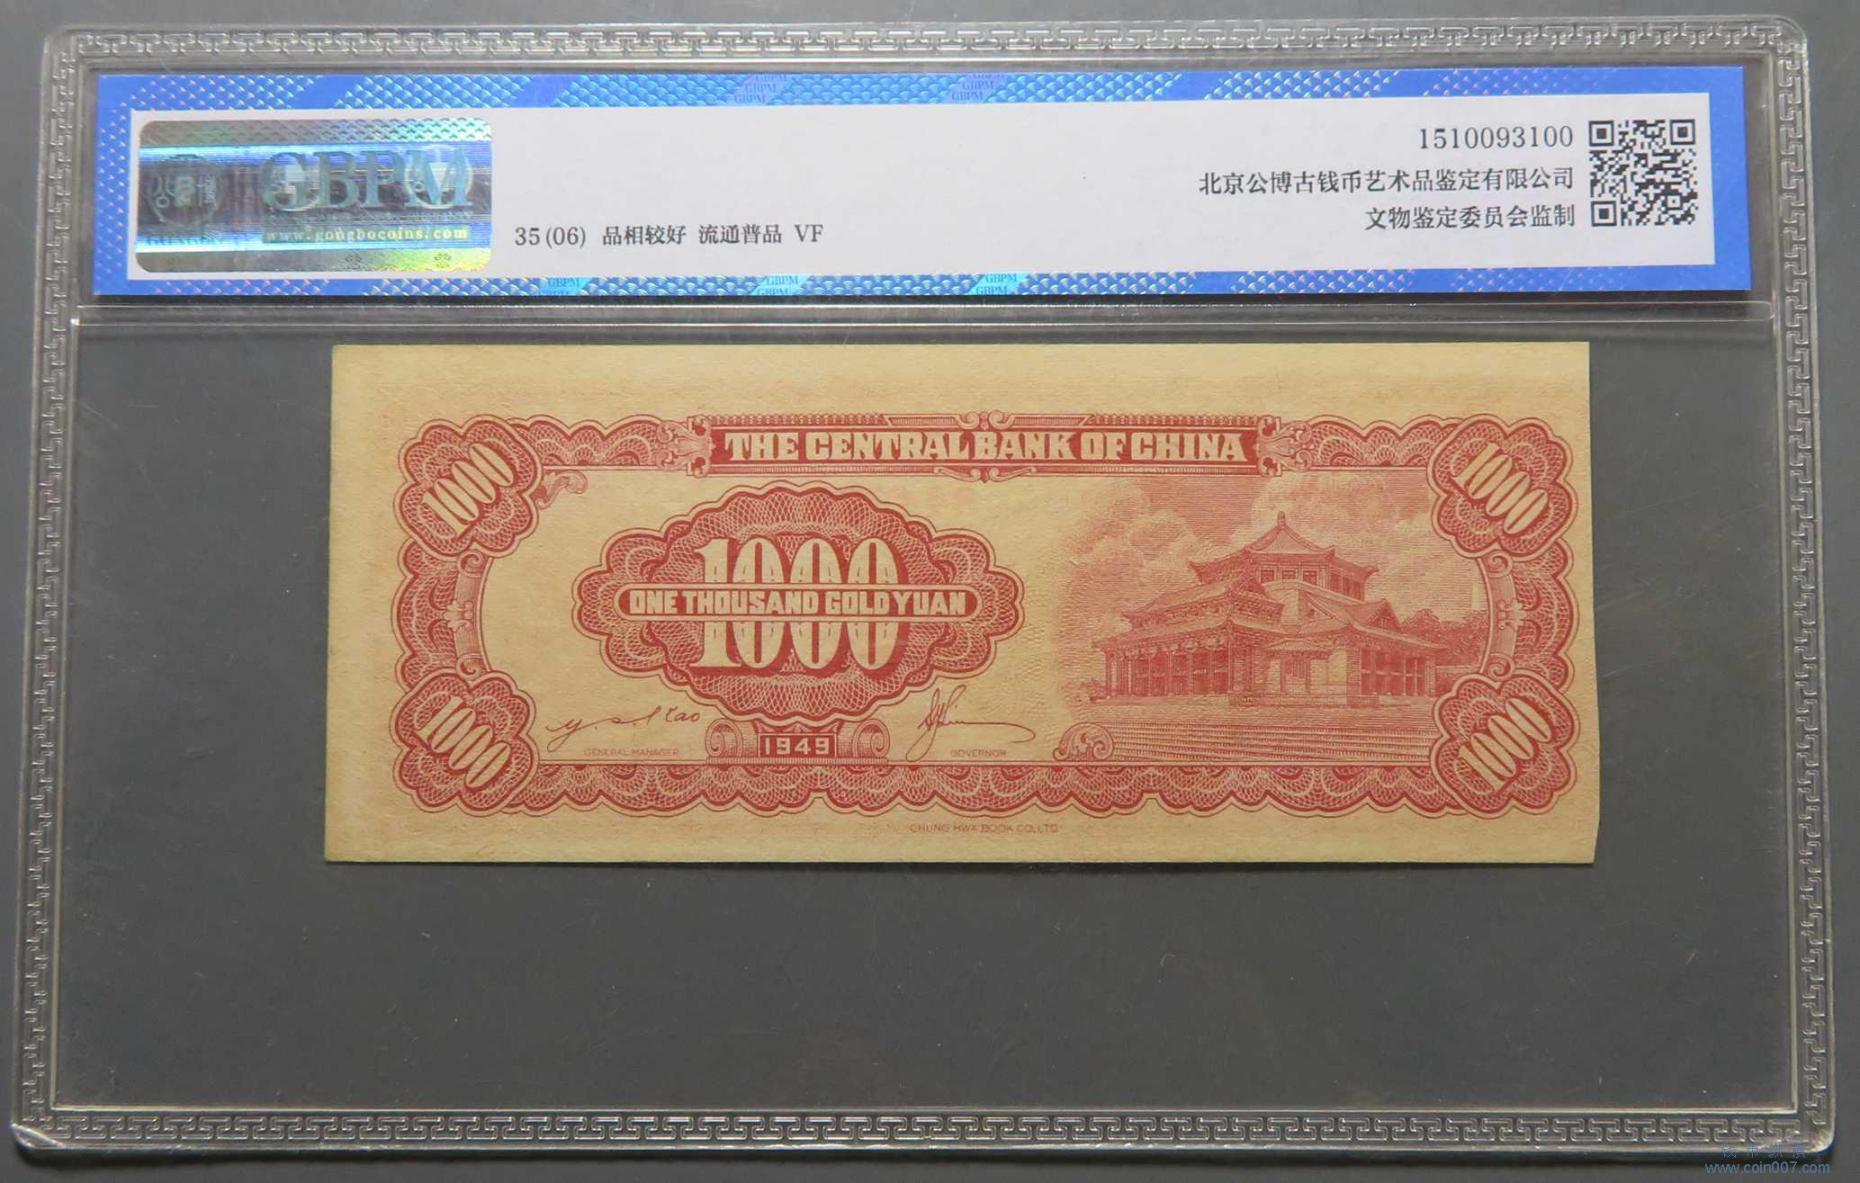 GBPM
www.gongbocoins.com
35(06) 品相较好 流通普品 VF
1510093100
北京公博古钱币艺术品鉴定有限公司
文物鉴定委员会监制
THE CENTRAL BANK OF CHINA
1000
1000
1000
ONE THOUSAND GOLD YUAN
1000
GENERAL MANAGER
1949
GOVERNOR
1000
1000
CHUNG HWA BOOK CO., LTD
www.coin007.com